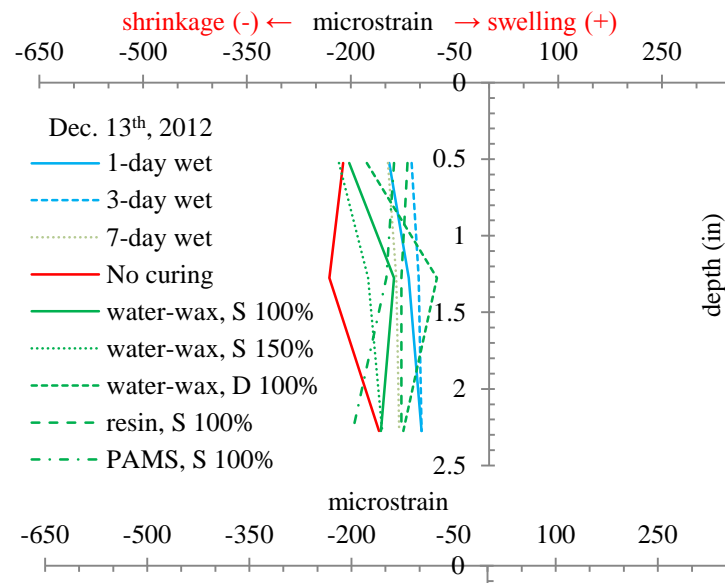 shrinkage (-) ← microstrain → swelling (+)
-650 -500 -350 -200 -50 100 250
0
Dec. 13th, 2012
1-day wet
3-day wet
7-day wet
No curing
water-wax, S 100%
water-wax, S 150%
water-wax, D 100%
resin, S 100%
PAMS, S 100%
0.5
1
1.5
2
2.5
depth (in)
microstrain
-650 -500 -350 -200 -50 100 250
0